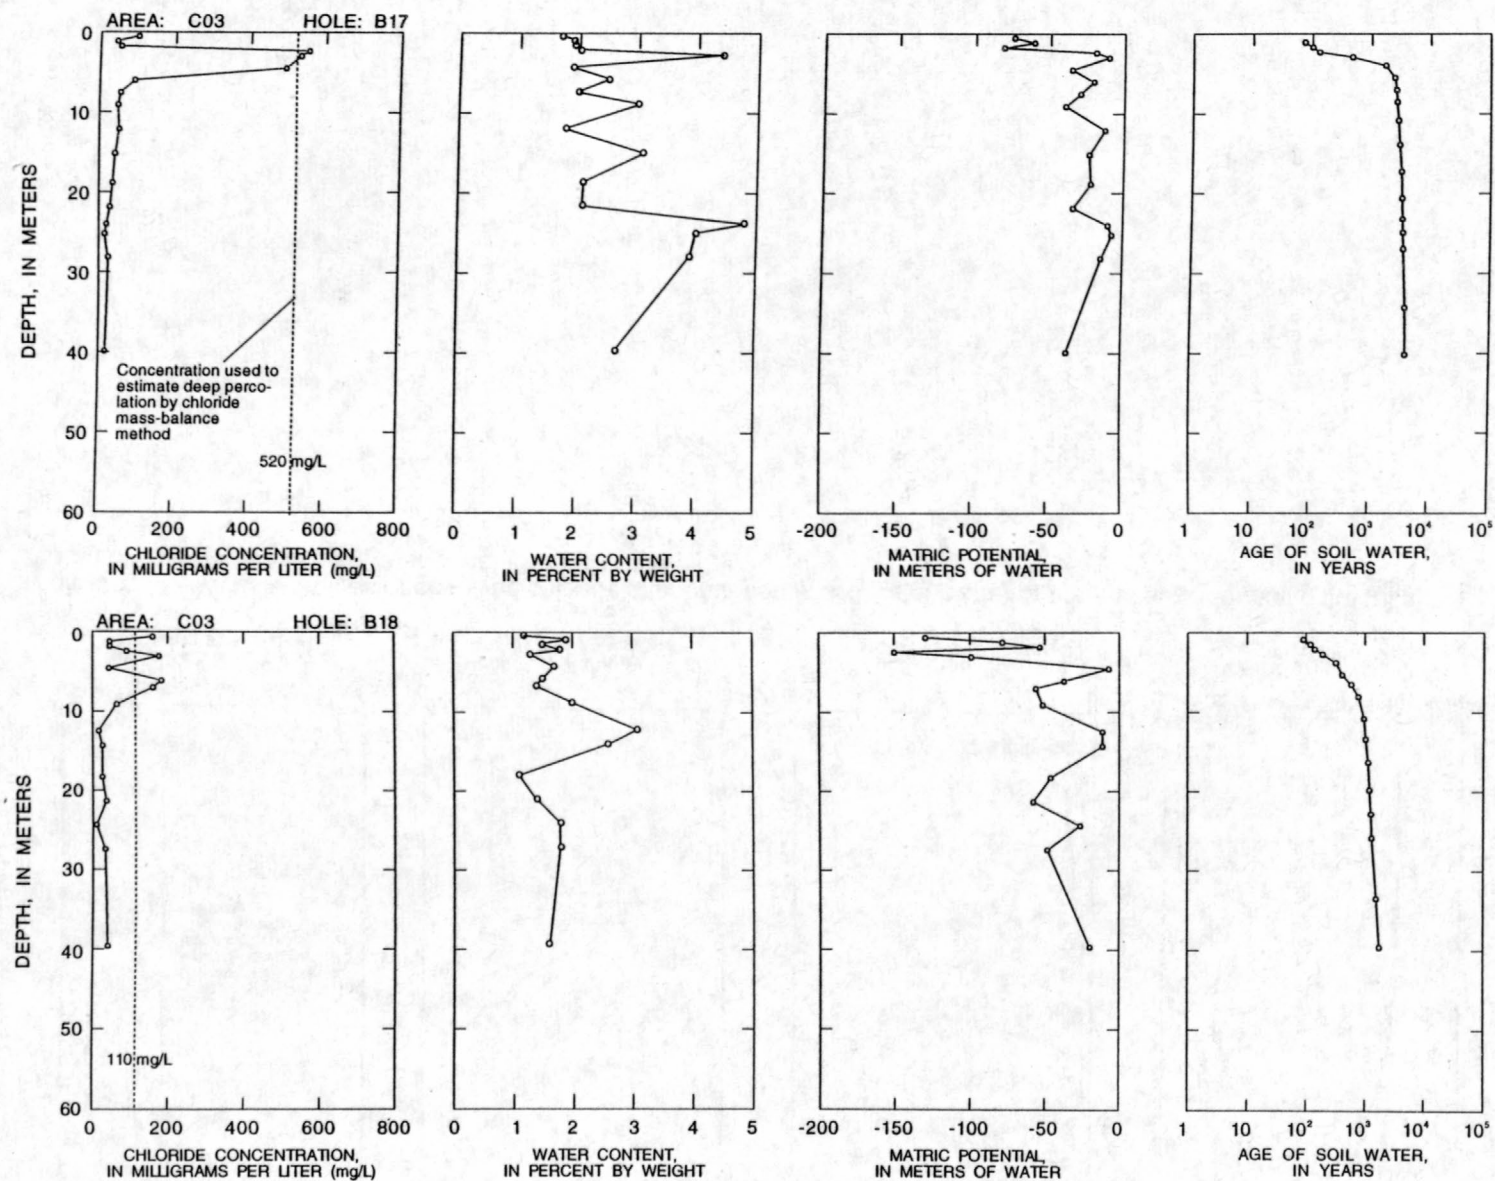 AREA: C03 HOLE: B17
0
10
20
30
40
50
60
DEPTH, IN METERS
Concentration used to
estimate deep perco-
lation by chloride
mass-balance
method
520 mg/L
0 200 400 600 800
CHLORIDE CONCENTRATION,
IN MILLIGRAMS PER LITER (mg/L)
0 1 2 3 4 5
WATER CONTENT,
IN PERCENT BY WEIGHT
-200 -150 -100 -50 0
MATRIC POTENTIAL,
IN METERS OF WATER
1 10¹ 10² 10³ 10⁴ 10⁵
AGE OF SOIL WATER,
IN YEARS
AREA: C03 HOLE: B18
0
10
20
30
40
50
60
DEPTH, IN METERS
110 mg/L
0 200 400 600 800
CHLORIDE CONCENTRATION,
IN MILLIGRAMS PER LITER (mg/L)
0 1 2 3 4 5
WATER CONTENT,
IN PERCENT BY WEIGHT
-200 -150 -100 -50 0
MATRIC POTENTIAL,
IN METERS OF WATER
1 10¹ 10² 10³ 10⁴ 10⁵
AGE OF SOIL WATER,
IN YEARS